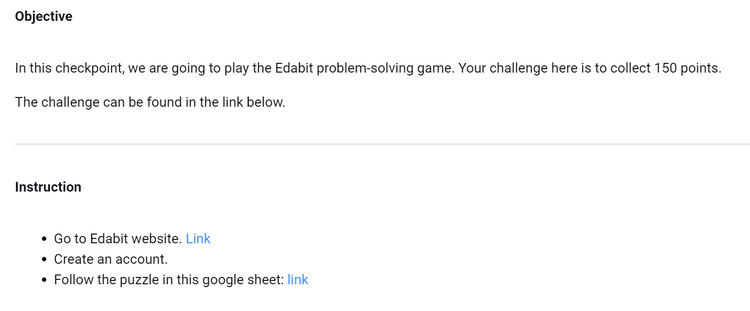 Objective
In this checkpoint, we are going to play the Edabit problem-solving game. Your challenge here is to collect 150 points.
The challenge can be found in the link below.
Instruction
• Go to Edabit website. Link
• Create an account.
• Follow the puzzle in this google sheet: link